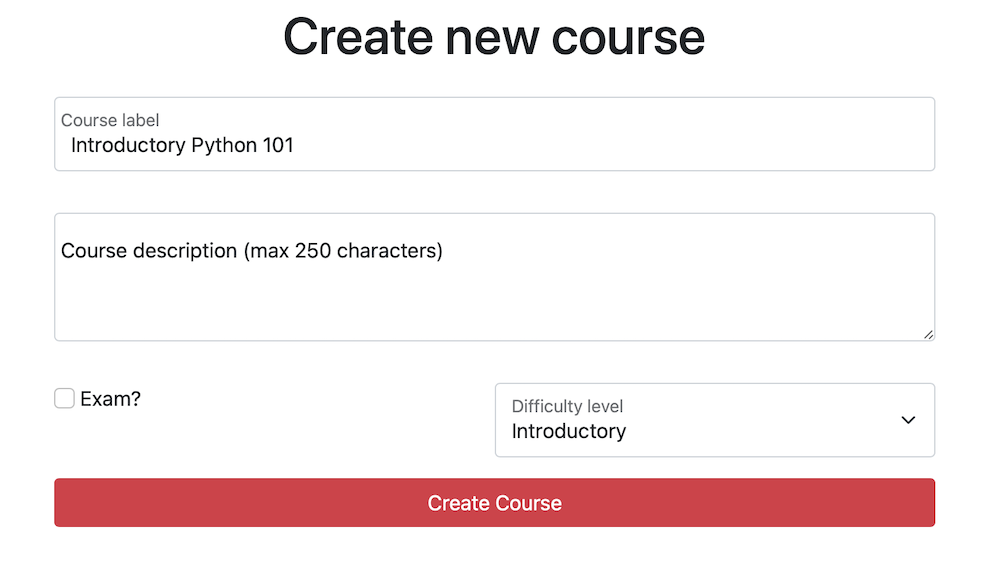 Create new course
Course label
Introductory Python 101
Course description (max 250 characters)
Exam?
Difficulty level
Introductory
Create Course